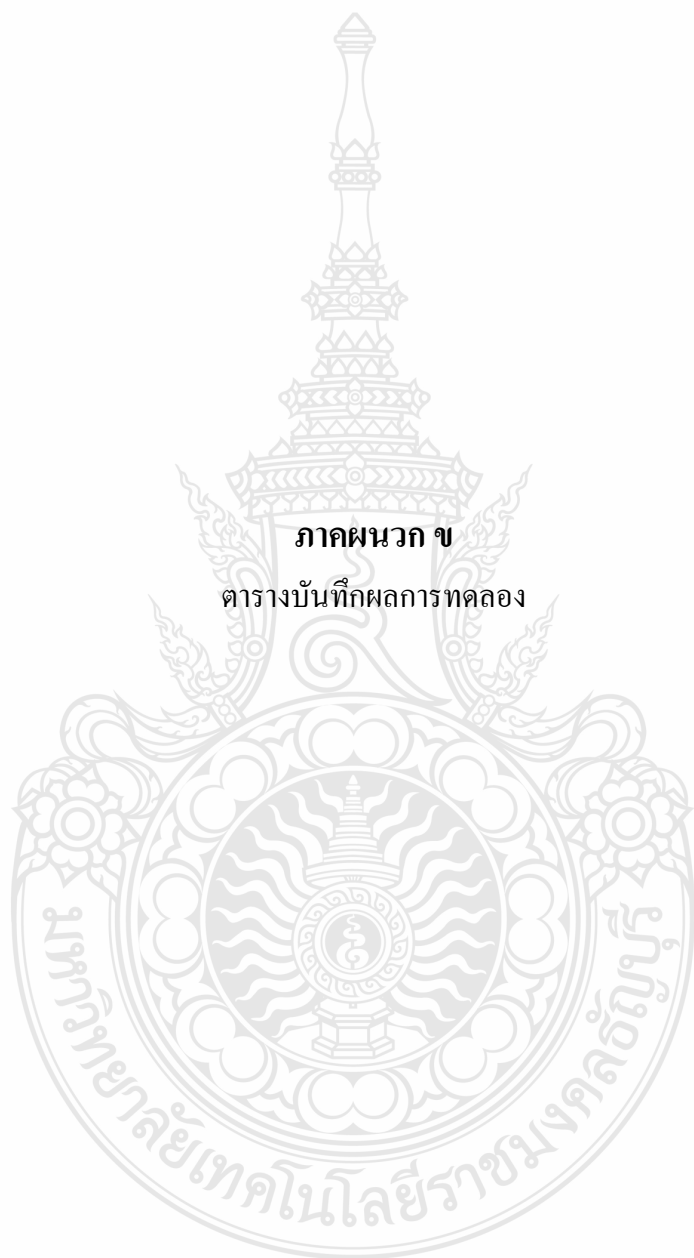 ภาคผนวก ข
ตารางบันทึกผลการทดลอง
มหาวิทยาลัยเทคโนโลยีราชมงคลธัญบุรี